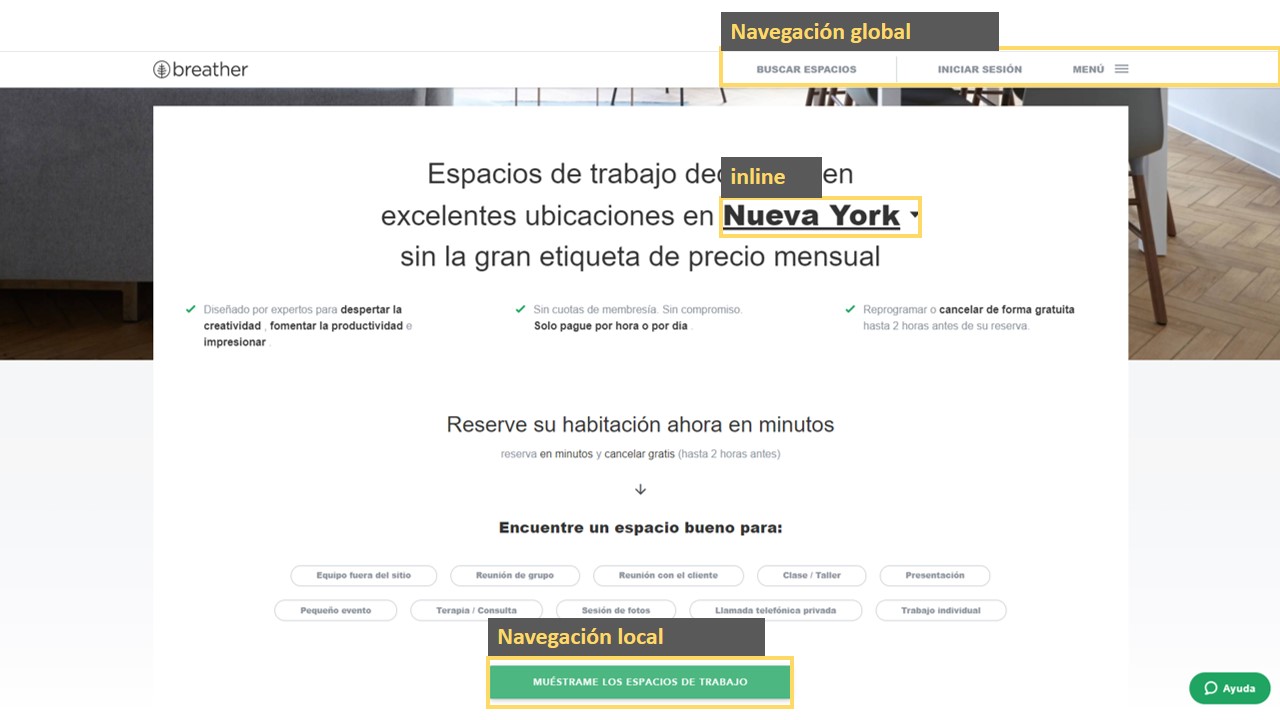 Navegación global
breather
BUSCAR ESPACIOS
INICIAR SESIÓN
MENÚ
Espacios de trabajo en
inline
excelentes ubicaciones en Nueva York
sin la gran etiqueta de precio mensual
Diseñado por expertos para despertar la
creatividad , fomentar la productividad e
impresionar .
Sin cuotas de membresía. Sin compromiso.
Solo pague por hora o por día .
Reprogramar o cancelar de forma gratuita
hasta 2 horas antes de su reserva.
Reserve su habitación ahora en minutos
reserva en minutos y cancelar gratis (hasta 2 horas antes)
Encuentre un espacio bueno para:
Equipo fuera del sitio
Reunión de grupo
Reunión con el cliente
Clase / Taller
Presentación
Pequeño evento
Terapia / Consulta
Sesión de fotos
Llamada telefónica privada
Trabajo individual
Navegación local
MUÉSTRAME LOS ESPACIOS DE TRABAJO
Ayuda